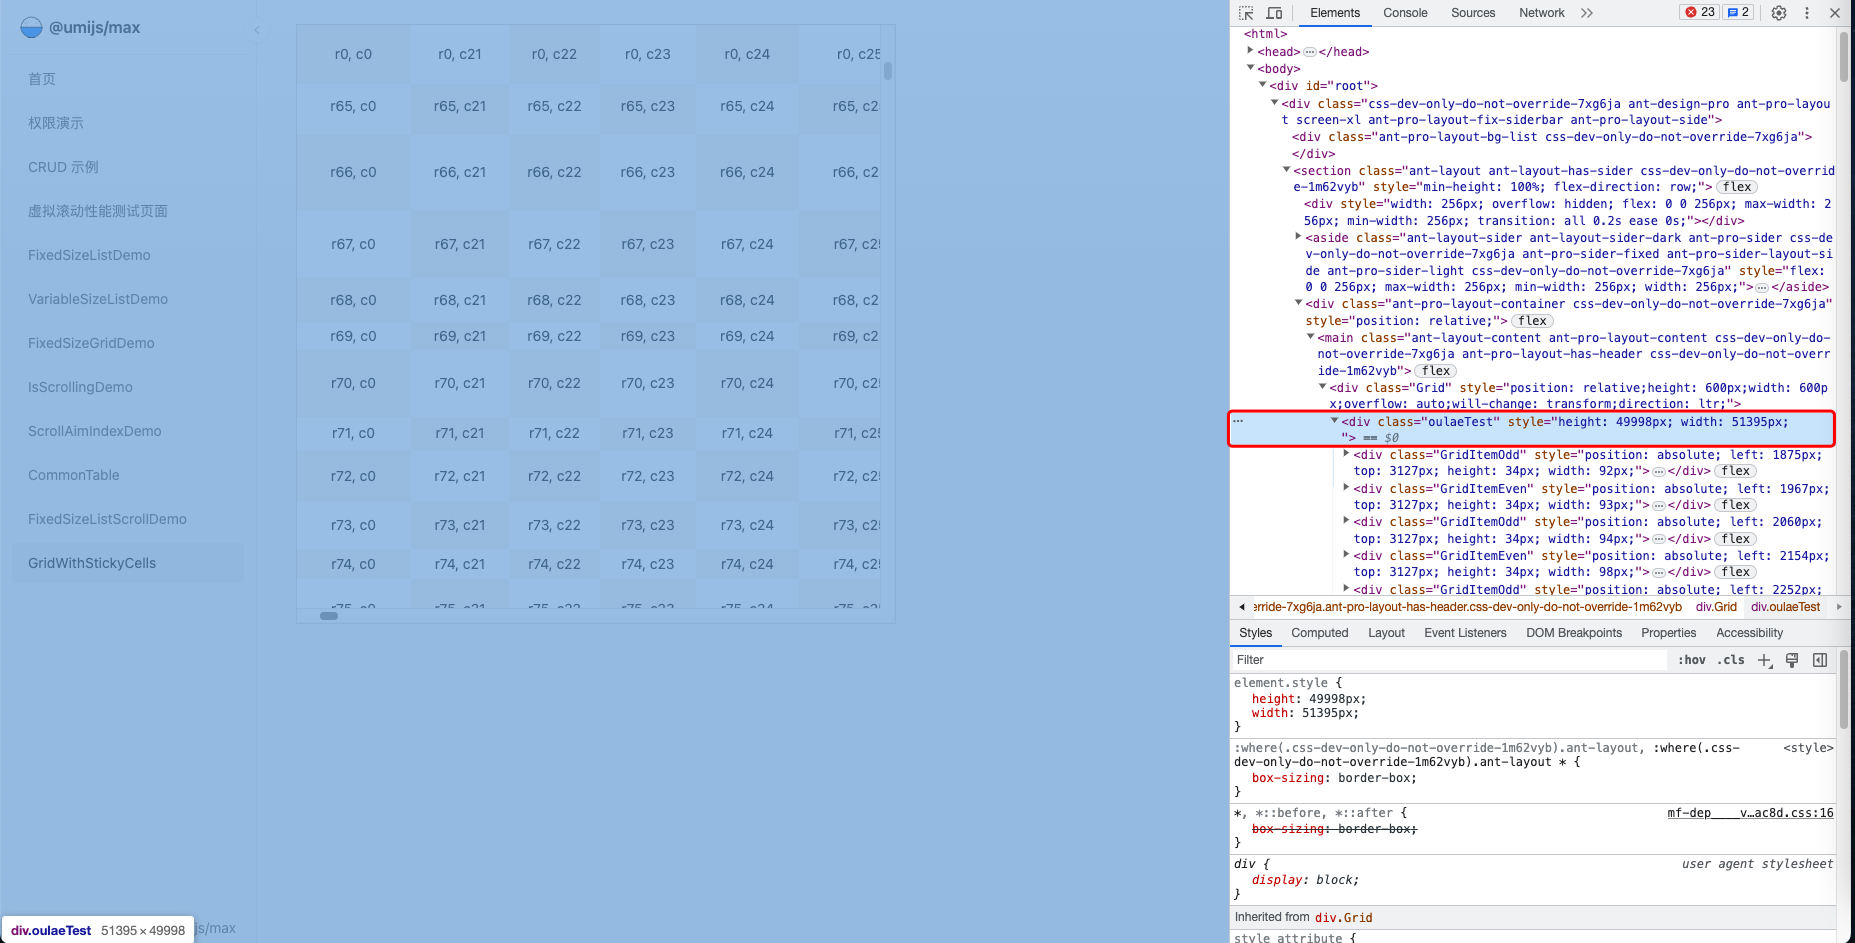 @umijs/max
首页
权限演示
CRUD 示例
虚拟滚动性能测试页面
FixedSizeListDemo
VariableSizeListDemo
FixedSizeGridDemo
IsScrollingDemo
ScrollAimIndexDemo
CommonTable
FixedSizeListScrollDemo
GridWithStickyCells
r0, c0 r0, c21 r0, c22 r0, c23 r0, c24 r0, c25
r65, c0 r65, c21 r65, c22 r65, c23 r65, c24 r65, c2
r66, c0 r66, c21 r66, c22 r66, c23 r66, c24 r66, c2
r67, c0 r67, c21 r67, c22 r67, c23 r67, c24 r67, c25
r68, c0 r68, c21 r68, c22 r68, c23 r68, c24 r68, c2
r69, c0 r69, c21 r69, c22 r69, c23 r69, c24 r69, c2
r70, c0 r70, c21 r70, c22 r70, c23 r70, c24 r70, c25
r71, c0 r71, c21 r71, c22 r71, c23 r71, c24 r71, c25
r72, c0 r72, c21 r72, c22 r72, c23 r72, c24 r72, c2
r73, c0 r73, c21 r73, c22 r73, c23 r73, c24 r73, c25
r74, c0 r74, c21 r74, c22 r74, c23 r74, c24 r74, c25
r75, c0 r75, c21 r75, c22 r75, c23 r75, c24 r75, c25
div.oulaeTest 51395 × 49998 js/max
Elements Console Sources Network 23 2
<html>
<head> ⋯ </head>
<body>
<div id="root">
<div class="css-dev-only-do-not-override-7xg6ja ant-design-pro ant-pro-layou
t screen-xl ant-pro-layout-fix-siderbar ant-pro-layout-side">
<div class="ant-pro-layout-bg-list css-dev-only-do-not-override-7xg6ja">
</div>
<section class="ant-layout ant-layout-has-sider css-dev-only-do-not-overrid
e-1m62vyb" style="min-height: 100%; flex-direction: row;"> flex
<div style="width: 256px; overflow: hidden; flex: 0 0 256px; max-width: 2
56px; min-width: 256px; transition: all 0.2s ease 0s;"></div>
<aside class="ant-layout-sider ant-layout-sider-dark ant-pro-sider css-de
v-only-do-not-override-7xg6ja ant-pro-sider-fixed ant-pro-sider-layout-si
de ant-pro-sider-light css-dev-only-do-not-override-7xg6ja" style="flex:
0 0 256px; max-width: 256px; min-width: 256px; width: 256px;"> ⋯ </aside>
<div class="ant-pro-layout-container css-dev-only-do-not-override-7xg6ja"
style="position: relative;"> flex
<main class="ant-layout-content ant-pro-layout-content css-dev-only-do-
not-override-7xg6ja ant-pro-layout-has-header css-dev-only-do-not-overr
ide-1m62vyb"> flex
<div class="Grid" style="position: relative;height: 600px;width: 600p
x;overflow: auto;will-change: transform;direction: ltr;">
⋯ <div class="oulaeTest" style="height: 49998px; width: 51395px;
"> == $0
<div class="GridItemOdd" style="position: absolute; left: 1875px;
top: 3127px; height: 34px; width: 92px;"> ⋯ </div> flex
<div class="GridItemEven" style="position: absolute; left: 1967px;
top: 3127px; height: 34px; width: 93px;"> ⋯ </div> flex
<div class="GridItemOdd" style="position: absolute; left: 2060px;
top: 3127px; height: 34px; width: 94px;"> ⋯ </div> flex
<div class="GridItemEven" style="position: absolute; left: 2154px;
top: 3127px; height: 34px; width: 98px;"> ⋯ </div> flex
<div class="GridItemOdd" style="position: absolute; left: 2252px;
erride-7xg6ja.ant-pro-layout-has-header.css-dev-only-do-not-override-1m62vyb div.Grid div.oulaeTest
Styles Computed Layout Event Listeners DOM Breakpoints Properties Accessibility
Filter :hov .cls
element.style {
height: 49998px;
width: 51395px;
}
:where(.css-dev-only-do-not-override-1m62vyb).ant-layout, :where(.css- <style>
dev-only-do-not-override-1m62vyb).ant-layout * {
box-sizing: border-box;
}
*, *::before, *::after { mf-dep____v…ac8d.css:16
box-sizing: border-box;
}
div { user agent stylesheet
display: block;
}
Inherited from div.Grid
style attribute {